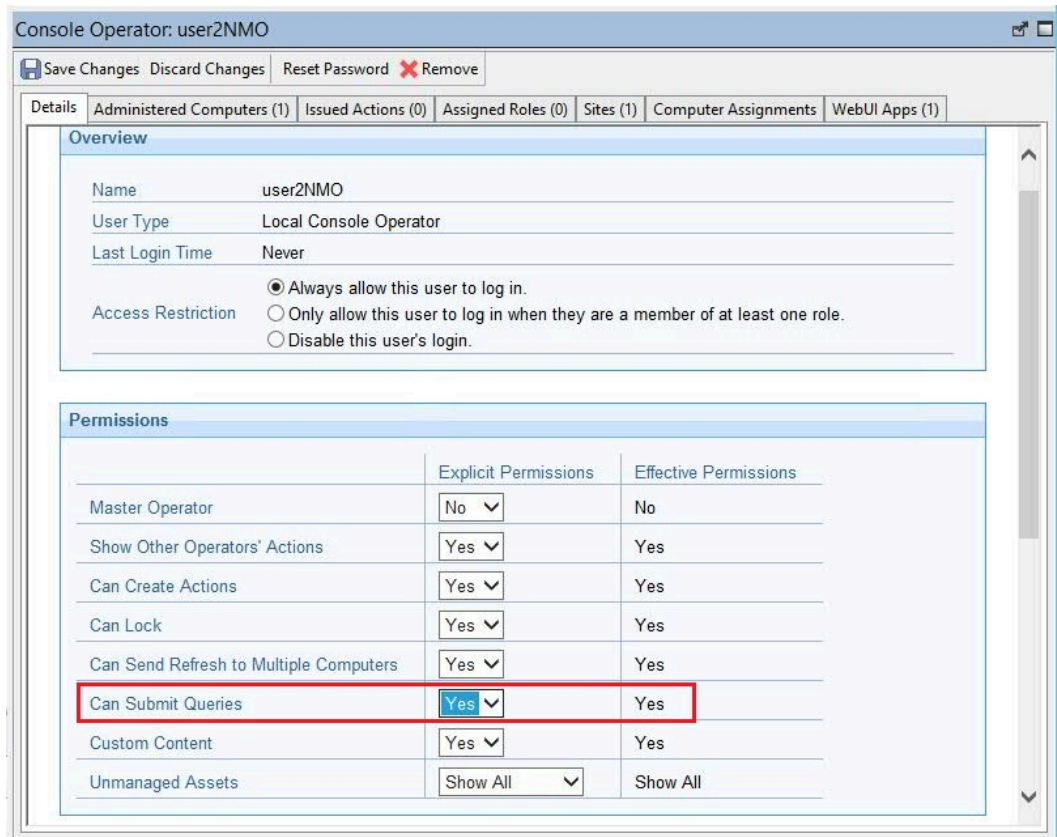 Console Operator: user2NMO
Save Changes Discard Changes Reset Password Remove
Details Administered Computers (1) Issued Actions (0) Assigned Roles (0) Sites (1) Computer Assignments WebUI Apps (1)
Overview
Name user2NMO
User Type Local Console Operator
Last Login Time Never
Always allow this user to log in.
Access Restriction Only allow this user to log in when they are a member of at least one role.
Disable this user's login.
Permissions
Explicit Permissions Effective Permissions
Master Operator No No
Show Other Operators' Actions Yes Yes
Can Create Actions Yes Yes
Can Lock Yes Yes
Can Send Refresh to Multiple Computers Yes Yes
Can Submit Queries Yes Yes
Custom Content Yes Yes
Unmanaged Assets Show All Show All